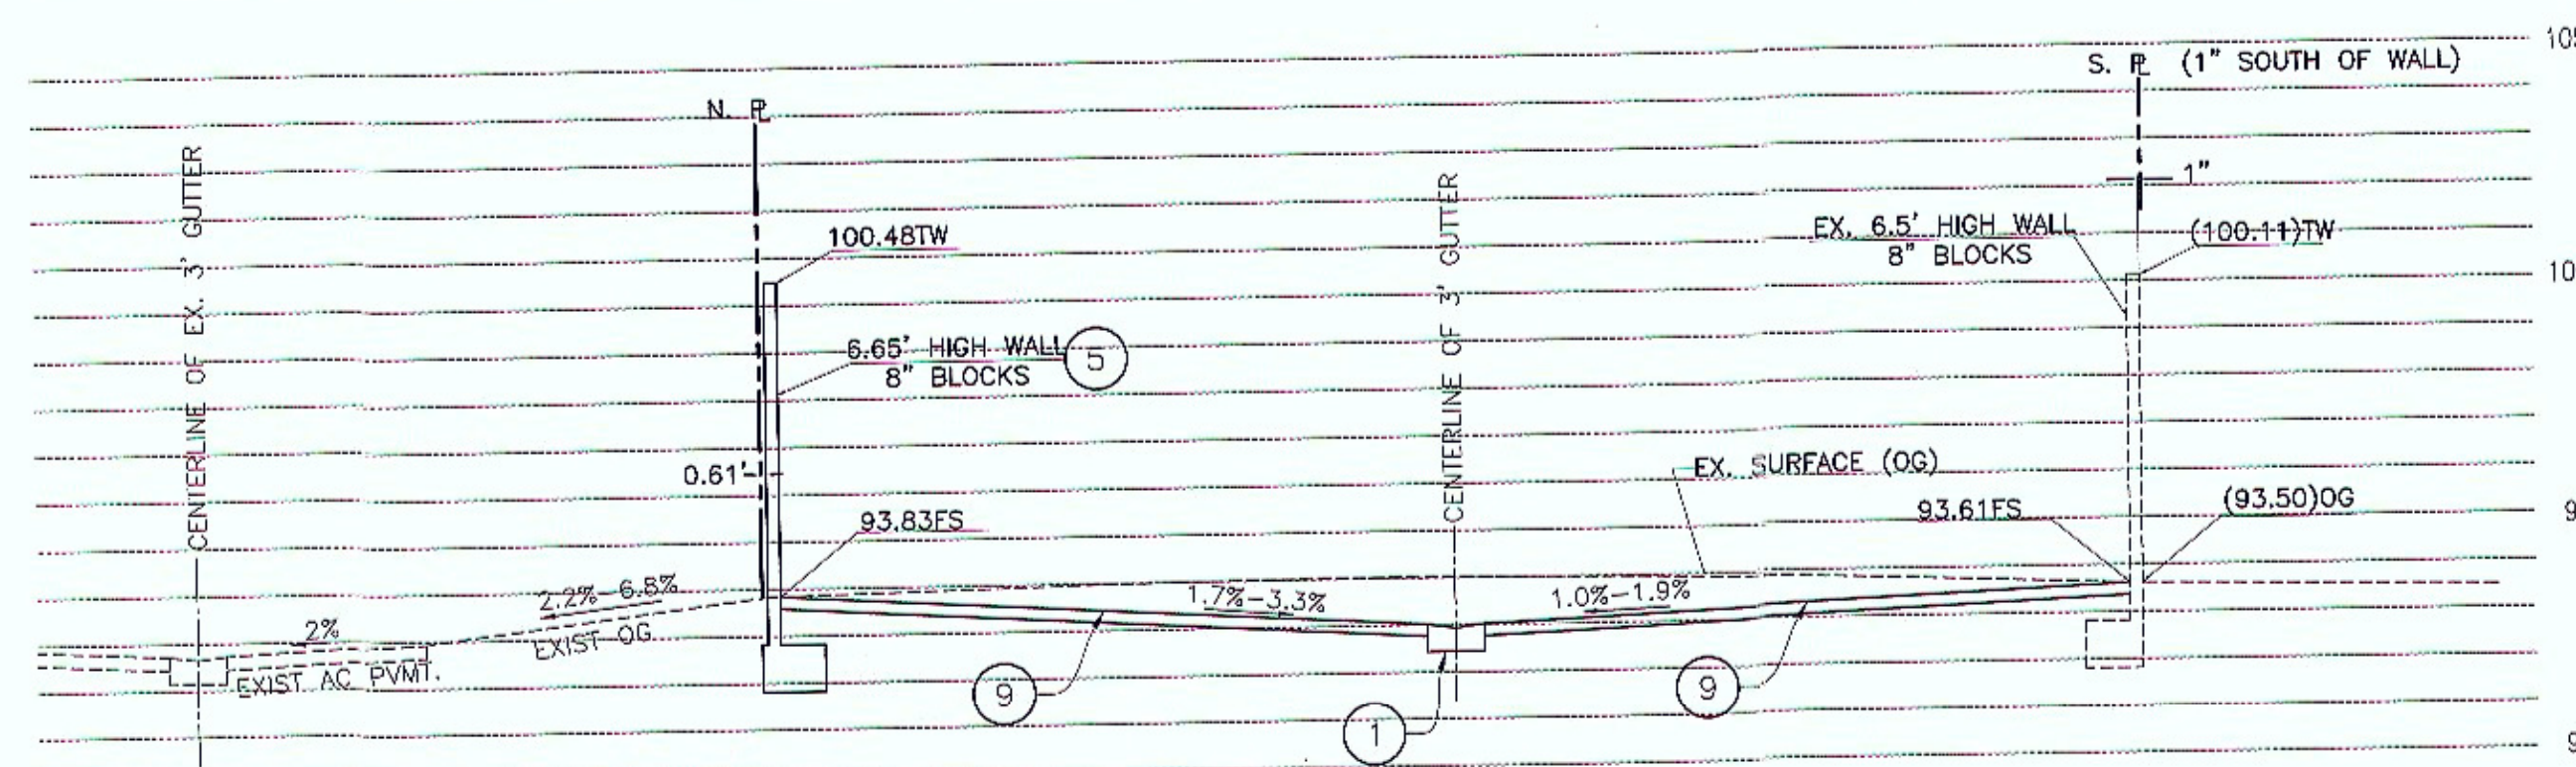 S. PL (1" SOUTH OF WALL)
N. PL
1"
CENTERLINE OF EX. 3' GUTTER
100.48TW
CENTERLINE OF 3' GUTTER
EX. 6.5' HIGH WALL
8" BLOCKS
(100.11)TW
6.65' HIGH WALL
8" BLOCKS
5
0.61'
EX. SURFACE (OG)
93.83FS
93.61FS
(93.50)OG
2.2%-6.8%
1.7%-3.3%
1.0%-1.9%
2%
EXIST OG
EXIST AC PVMT.
9
9
1